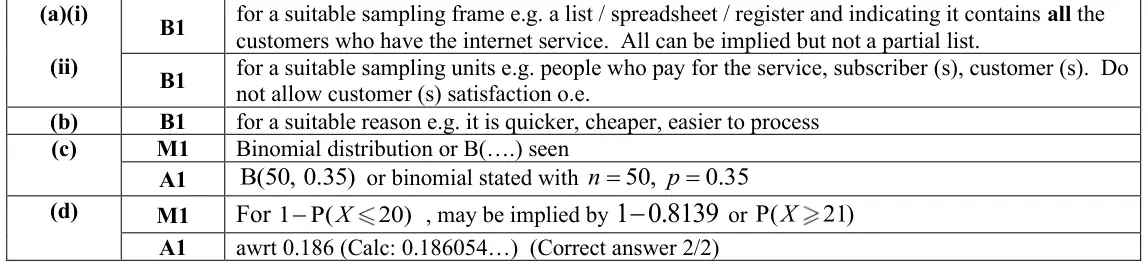 (a)(i) B1 for a suitable sampling frame e.g. a list / spreadsheet / register and indicating it contains all the
customers who have the internet service. All can be implied but not a partial list.
(ii) B1 for a suitable sampling units e.g. people who pay for the service, subscriber (s), customer (s). Do
not allow customer (s) satisfaction o.e.
(b) B1 for a suitable reason e.g. it is quicker, cheaper, easier to process
(c) M1 Binomial distribution or B(….) seen
A1 B(50, 0.35) or binomial stated with n = 50, p = 0.35
(d) M1 For 1 – P(X ⩽ 20) , may be implied by 1 – 0.8139 or P(X ⩾ 21)
A1 awrt 0.186 (Calc: 0.186054…) (Correct answer 2/2)